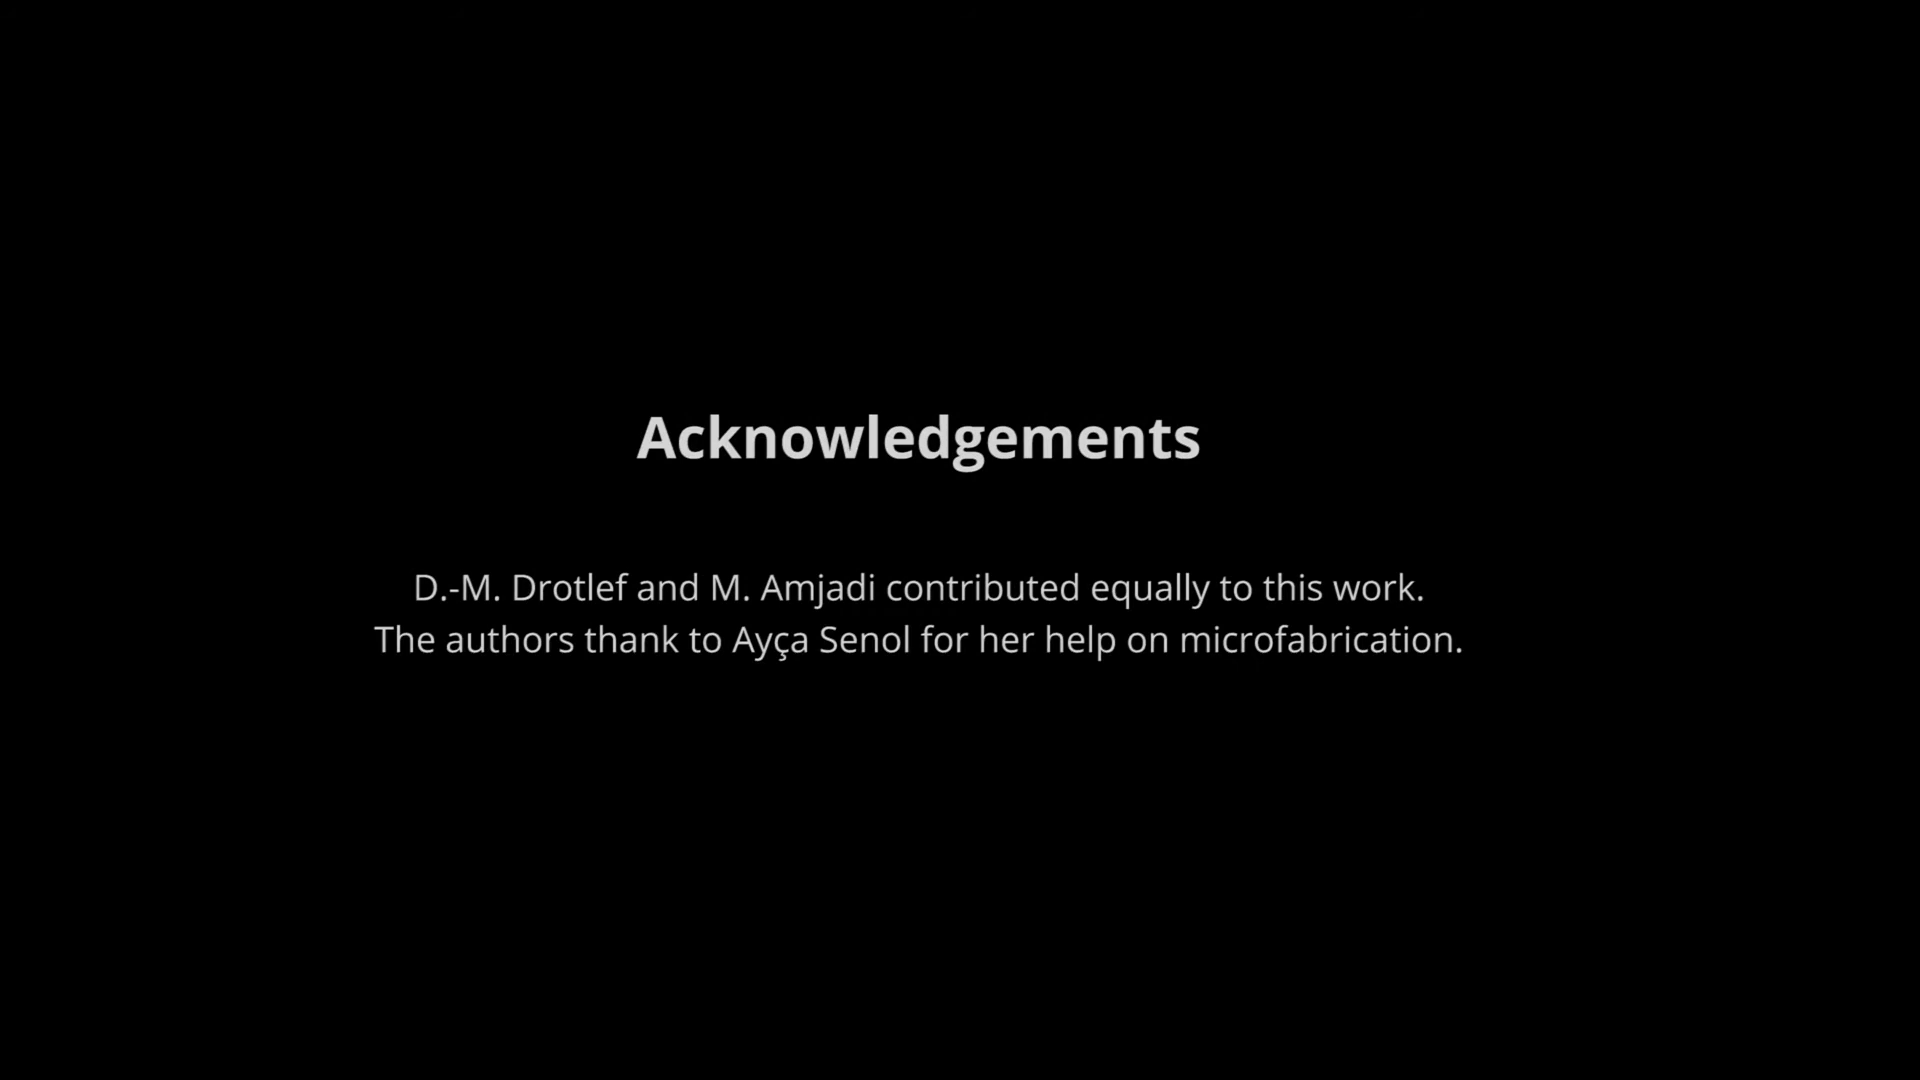 Acknowledgements
D.-M. Drotlef and M. Amjadi contributed equally to this work.
The authors thank to Ayça Senol for her help on microfabrication.